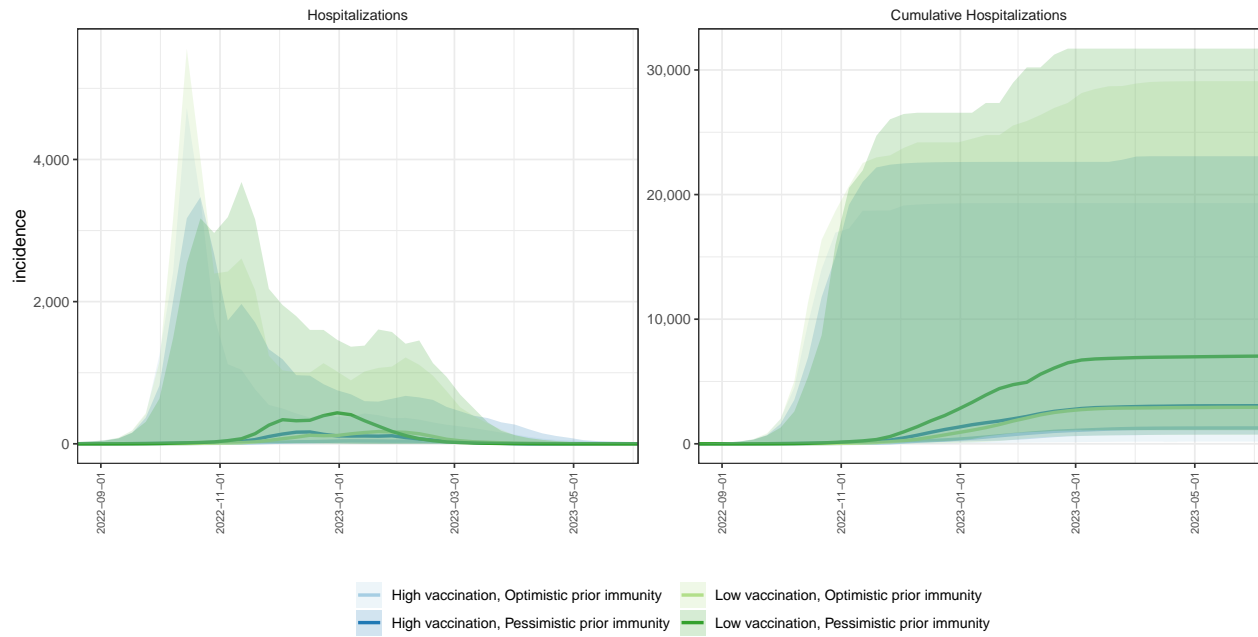 Hospitalizations
Cumulative Hospitalizations
incidence
4,000
2,000
0
30,000
20,000
10,000
0
2022−09−01
2022−11−01
2023−01−01
2023−03−01
2023−05−01
2022−09−01
2022−11−01
2023−01−01
2023−03−01
2023−05−01
High vaccination, Optimistic prior immunity
Low vaccination, Optimistic prior immunity
High vaccination, Pessimistic prior immunity
Low vaccination, Pessimistic prior immunity